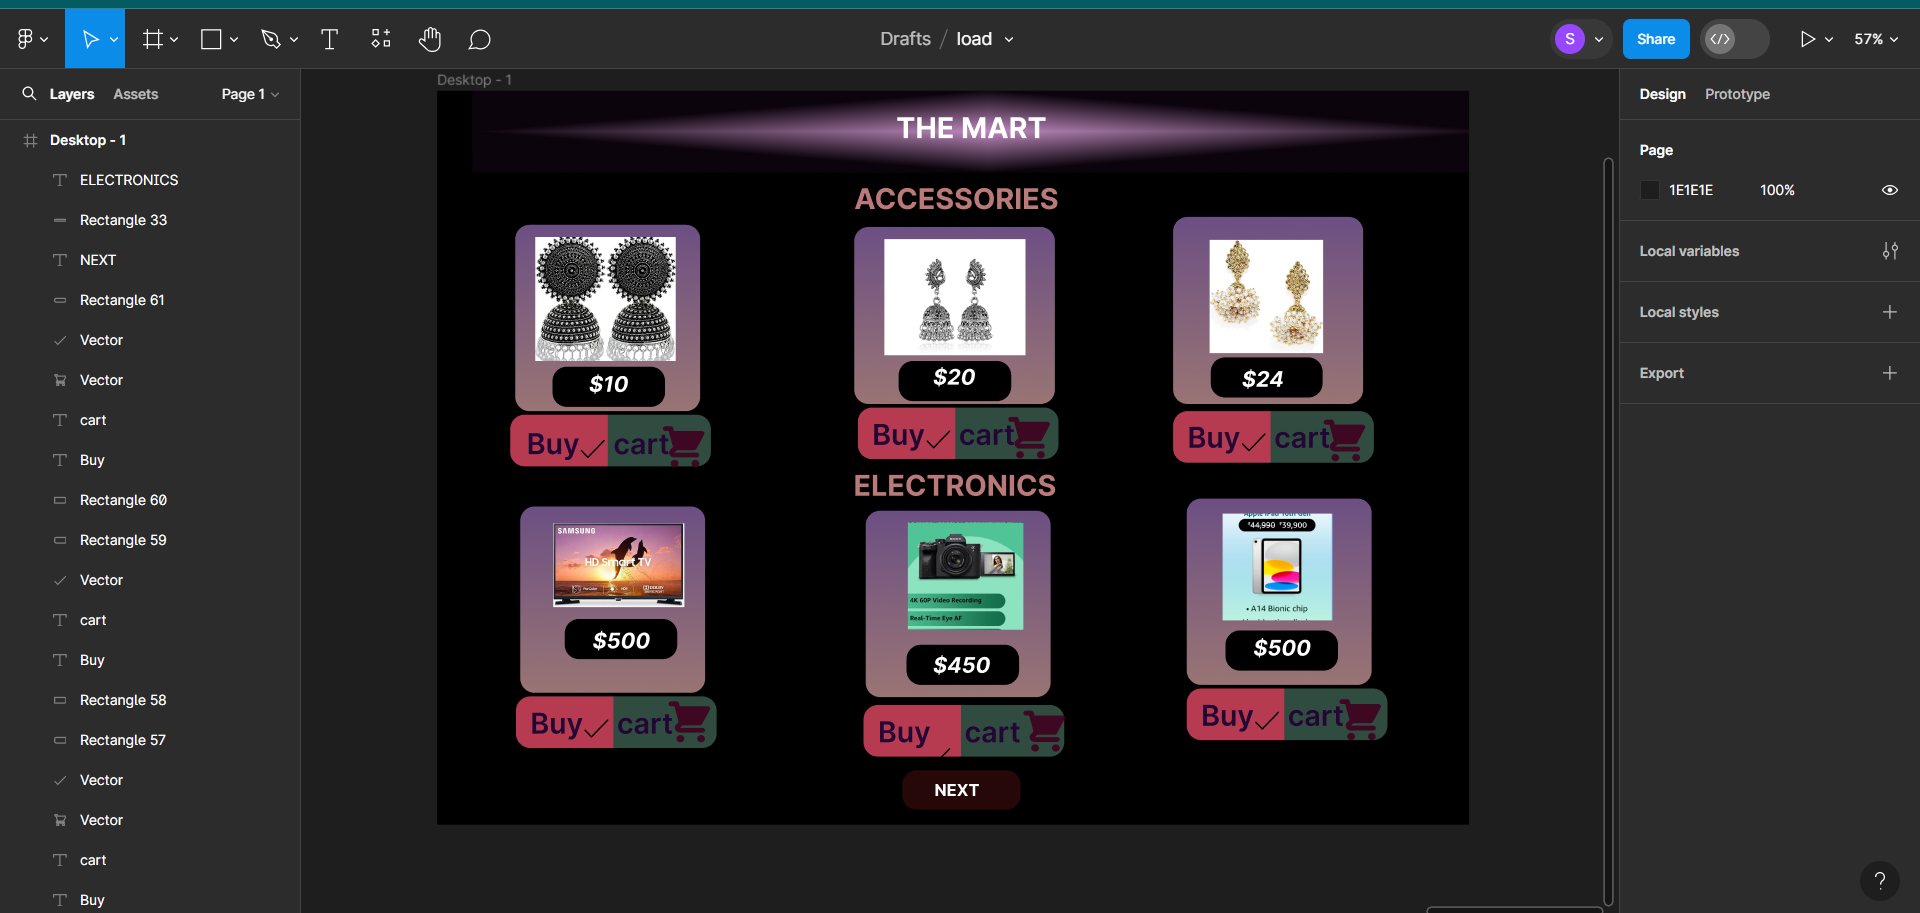 Drafts / load
S
Share
57%
Layers
Assets
Page 1
Desktop - 1
ELECTRONICS
Rectangle 33
NEXT
Rectangle 61
Vector
Vector
cart
Buy
Rectangle 60
Rectangle 59
Vector
cart
Buy
Rectangle 58
Rectangle 57
Vector
Vector
cart
Buy
Desktop - 1
THE MART
ACCESSORIES
$10
$20
$24
Buy cart
Buy cart
Buy cart
ELECTRONICS
SAMSUNG
HD Smart TV
4K 60P Video Recording
Real-Time Eye AF
₹44,990 ₹39,900
• A14 Bionic chip
$500
$450
$500
Buy cart
Buy cart
Buy cart
NEXT
Design
Prototype
Page
1E1E1E
100%
Local variables
Local styles
Export
?